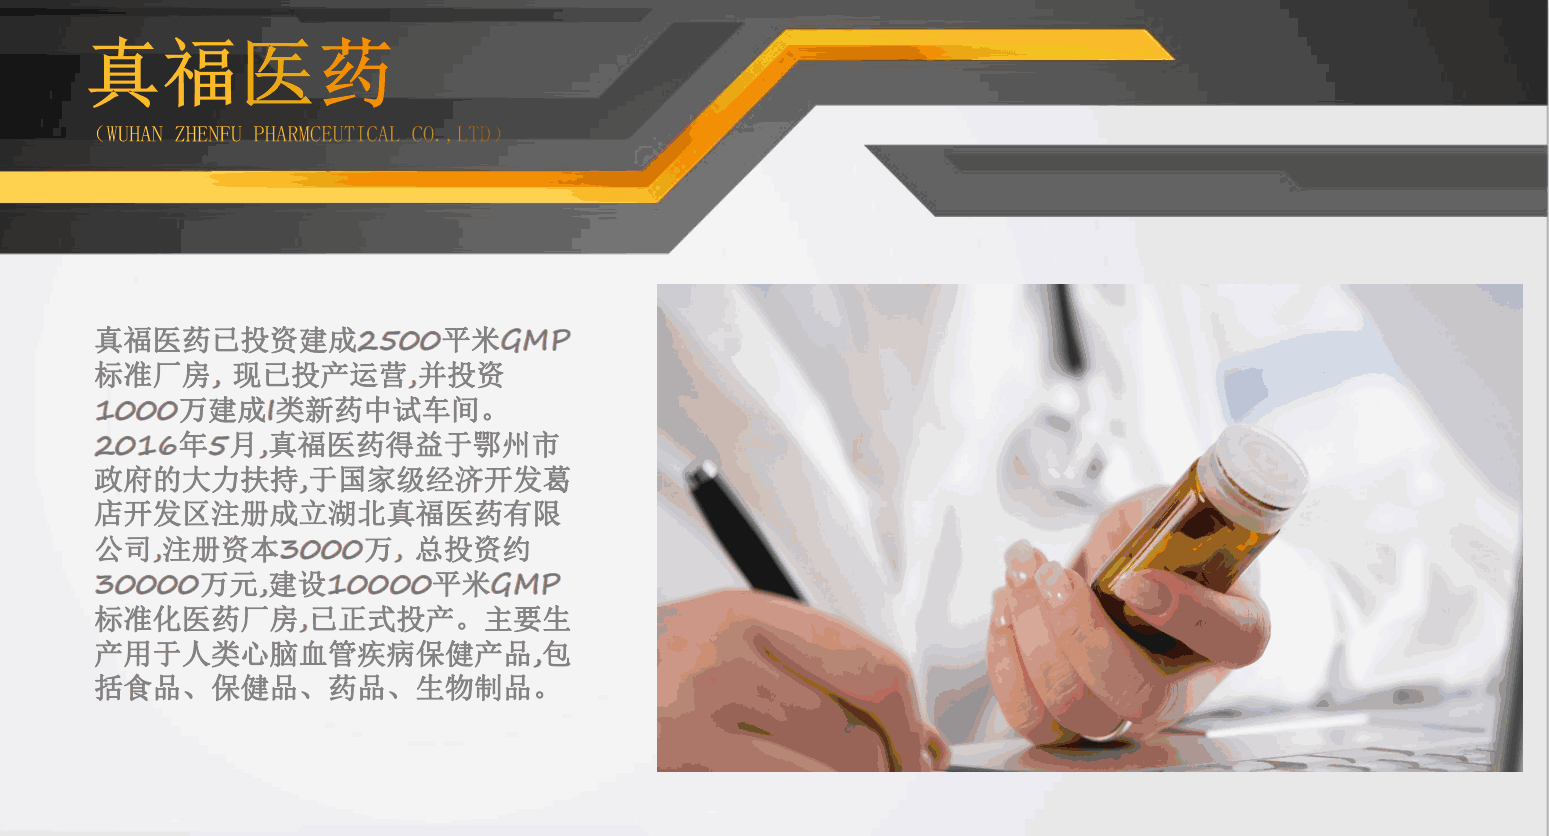 真福医药
(WUHAN ZHENFU PHARMCEUTICAL CO.,LTD)
真福医药已投资建成2500平米GMP
标准厂房, 现已投产运营,并投资
1000万建成I类新药中试车间。
2016年5月,真福医药得益于鄂州市
政府的大力扶持,于国家级经济开发葛
店开发区注册成立湖北真福医药有限
公司,注册资本3000万, 总投资约
30000万元,建设10000平米GMP
标准化医药厂房,已正式投产。主要生
产用于人类心脑血管疾病保健产品,包
括食品、保健品、药品、生物制品。